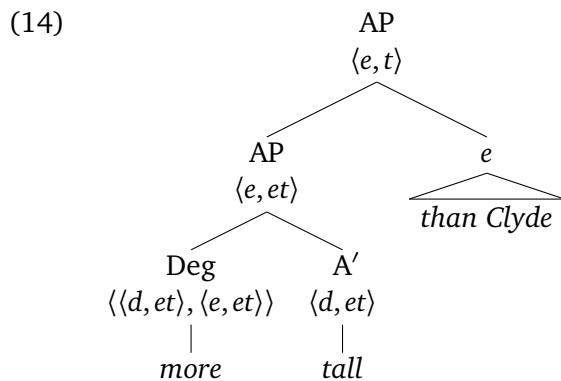 (14) AP
⟨e, t⟩
AP e
⟨e, et⟩ than Clyde
Deg A′
⟨⟨d, et⟩, ⟨e, et⟩⟩ ⟨d, et⟩
more tall